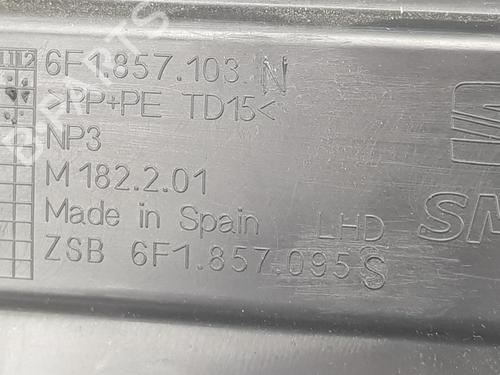 6F1.857.103 N
>PP+PE TD15<
NP3
M 182.2.01
Made in Spain LHD
ZSB 6F1.857.095 S